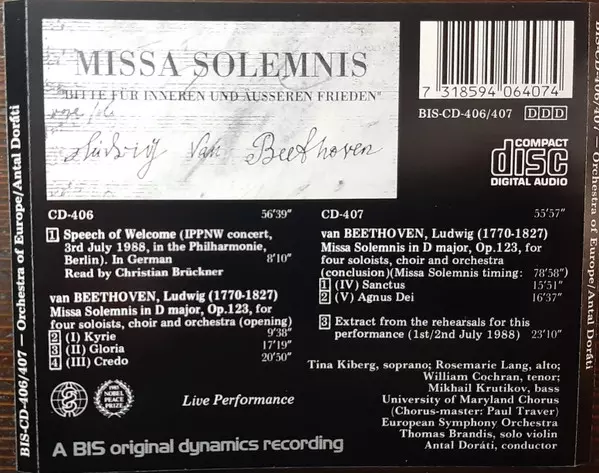 BIS-CD-406/407 – Orchestra of Europe/Antal Doráti
MISSA SOLEMNIS
"BITTE FÜR INNEREN UND ÄUSSEREN FRIEDEN"
Ludwig van Beethoven
7 318594 064074
BIS-CD-406/407 DDD
COMPACT
disc
DIGITAL AUDIO
CD-406 56'39"
1 Speech of Welcome (IPPNW concert,
3rd July 1988, in the Philharmonie,
Berlin). In German 8'10"
Read by Christian Brückner
van BEETHOVEN, Ludwig (1770-1827)
Missa Solemnis in D major, Op.123, for
four soloists, choir and orchestra (opening)
2 (I) Kyrie 9'38"
3 (II) Gloria 17'19"
4 (III) Credo 20'50"
1985
NOBEL
PEACE
PRIZE
Live Performance
A BIS original dynamics recording
CD-407 55'57"
van BEETHOVEN, Ludwig (1770-1827)
Missa Solemnis in D major, Op.123, for
four soloists, choir and orchestra
(conclusion)(Missa Solemnis timing: 78'58")
1 (IV) Sanctus 15'51"
2 (V) Agnus Dei 16'37"
3 Extract from the rehearsals for this
performance (1st/2nd July 1988) 23'10"
Tina Kiberg, soprano; Rosemarie Lang, alto;
William Cochran, tenor;
Mikhail Krutikov, bass
University of Maryland Chorus
(Chorus-master: Paul Traver)
European Symphony Orchestra
Thomas Brandis, solo violin
Antal Doráti, conductor
BIS-CD-406/407 – Orchestra of Europe/Antal Doráti